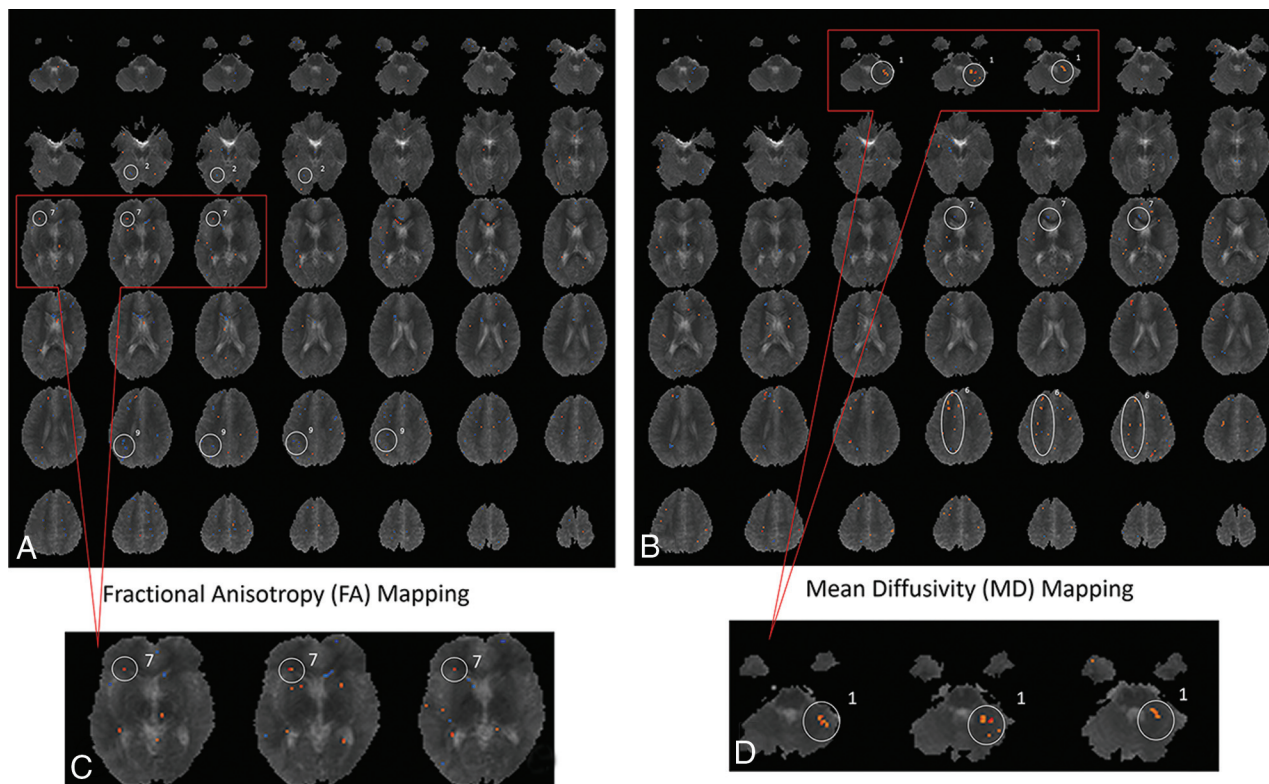 1 1 1
2 2 2
7 7 7
7 7 7
9 9 9 9
6 6 6
A
B
Fractional Anisotropy (FA) Mapping
Mean Diffusivity (MD) Mapping
7 7 7
1 1 1
C
D